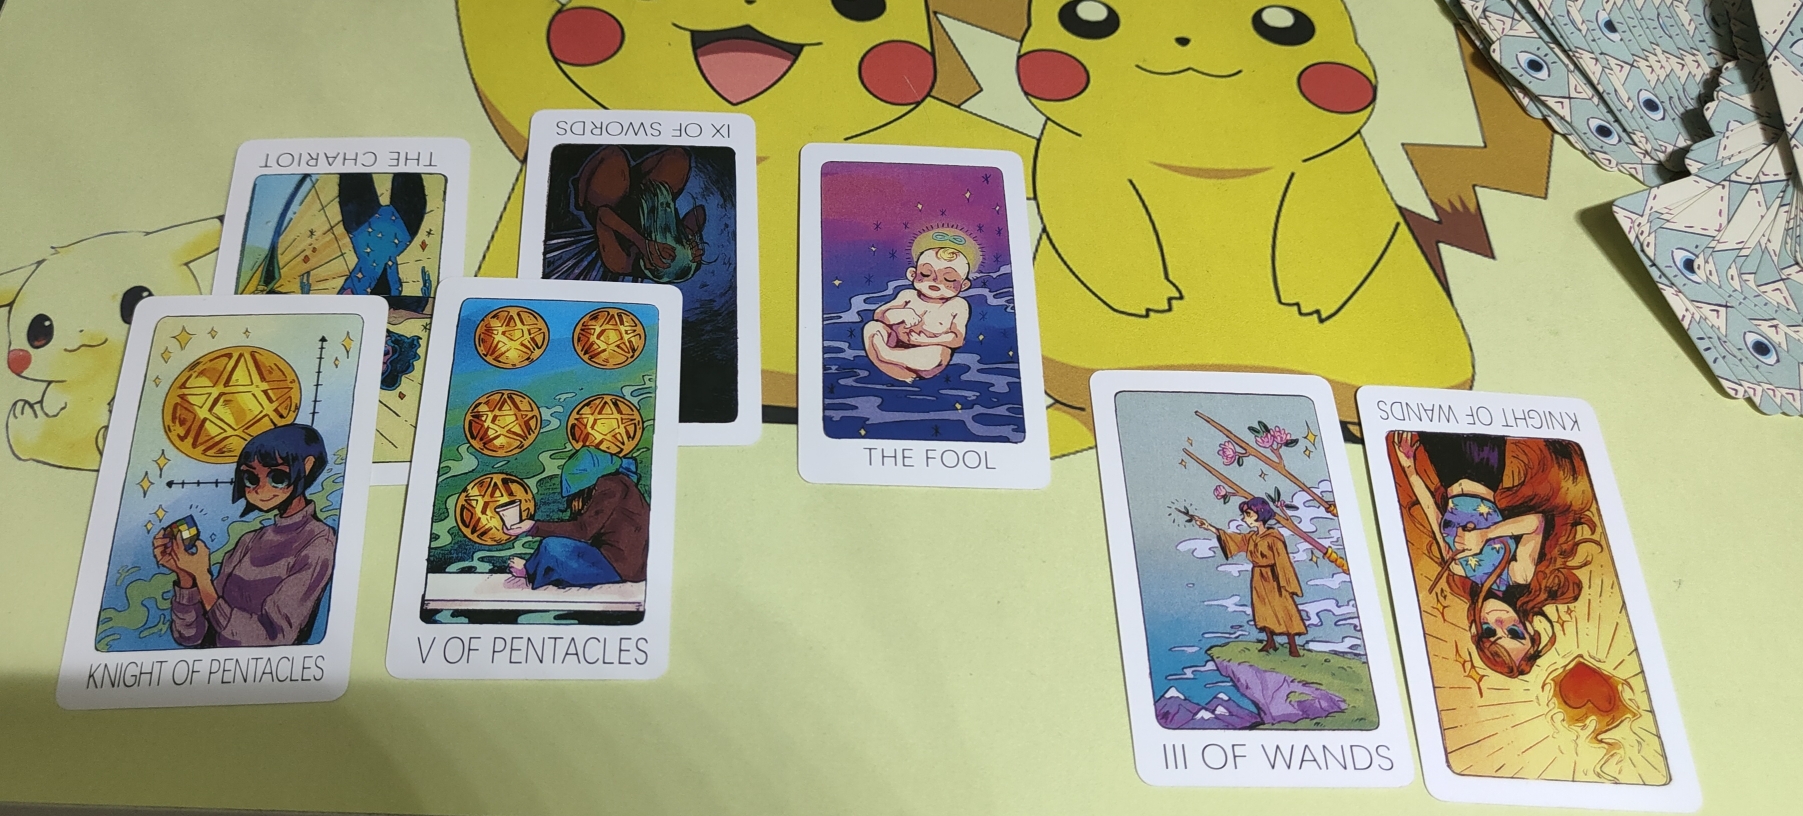 THE CHARIOT
IX OF SWORDS
THE FOOL
KNIGHT OF PENTACLES
V OF PENTACLES
III OF WANDS
KNIGHT OF WANDS